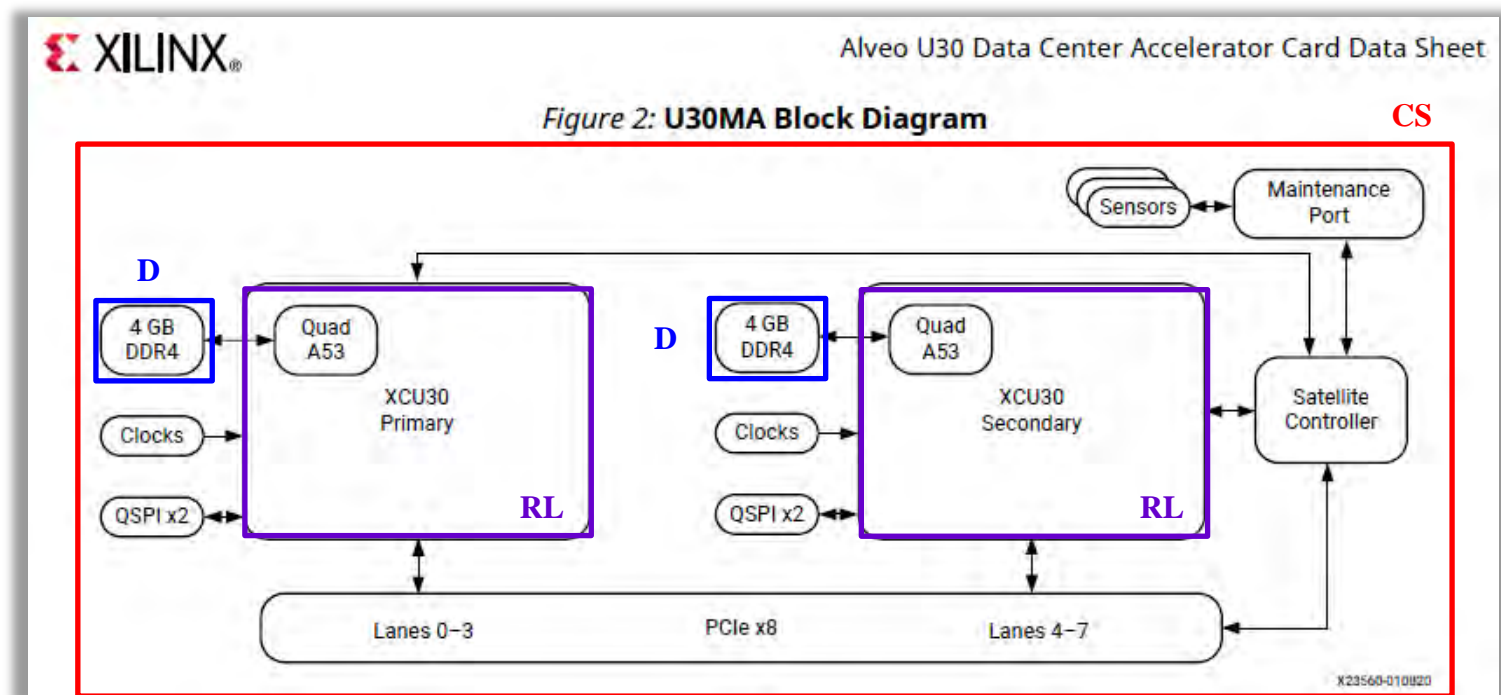 XILINX®
Alveo U30 Data Center Accelerator Card Data Sheet
Figure 2: U30MA Block Diagram
CS
Sensors
Maintenance
Port
D
4 GB
DDR4
Quad
A53
D
4 GB
DDR4
Quad
A53
XCU30
Primary
XCU30
Secondary
Satellite
Controller
Clocks
Clocks
QSPI x2
RL
QSPI x2
RL
Lanes 0–3
PCIe x8
Lanes 4–7
X23560-010820